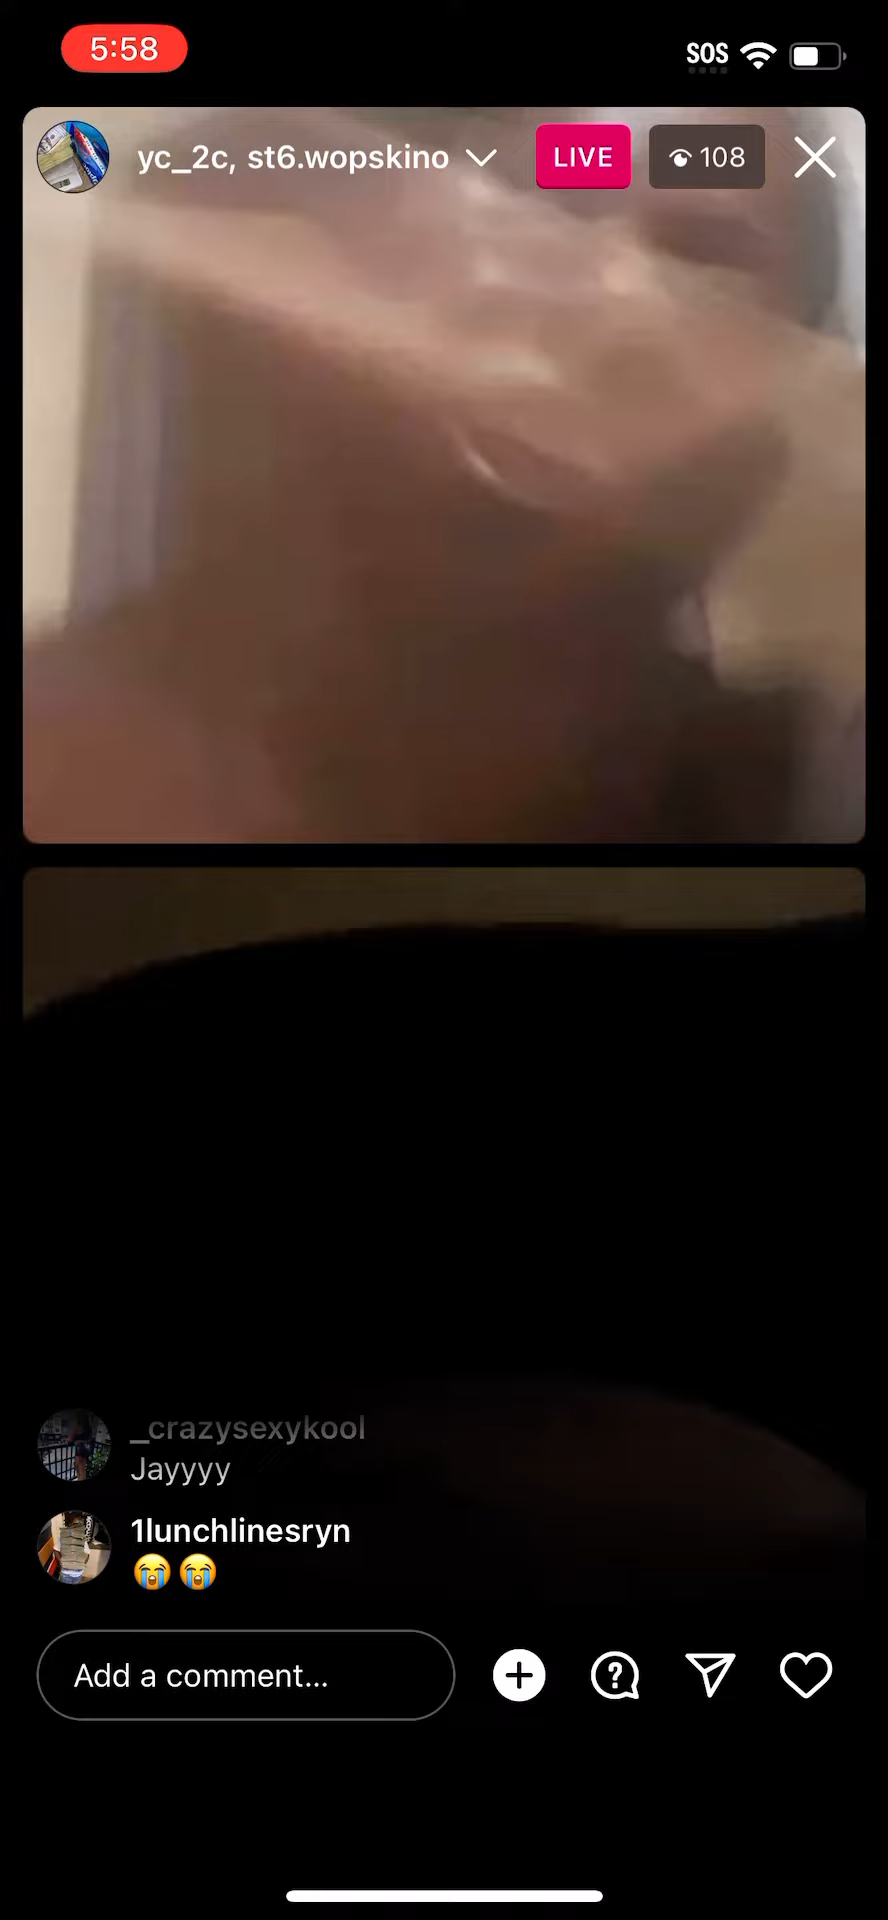 5:58
SOS
yc_2c, st6.wopskino
LIVE
108
_crazysexykool
Jayyyy
1lunchlinesryn
😭😭
Add a comment...